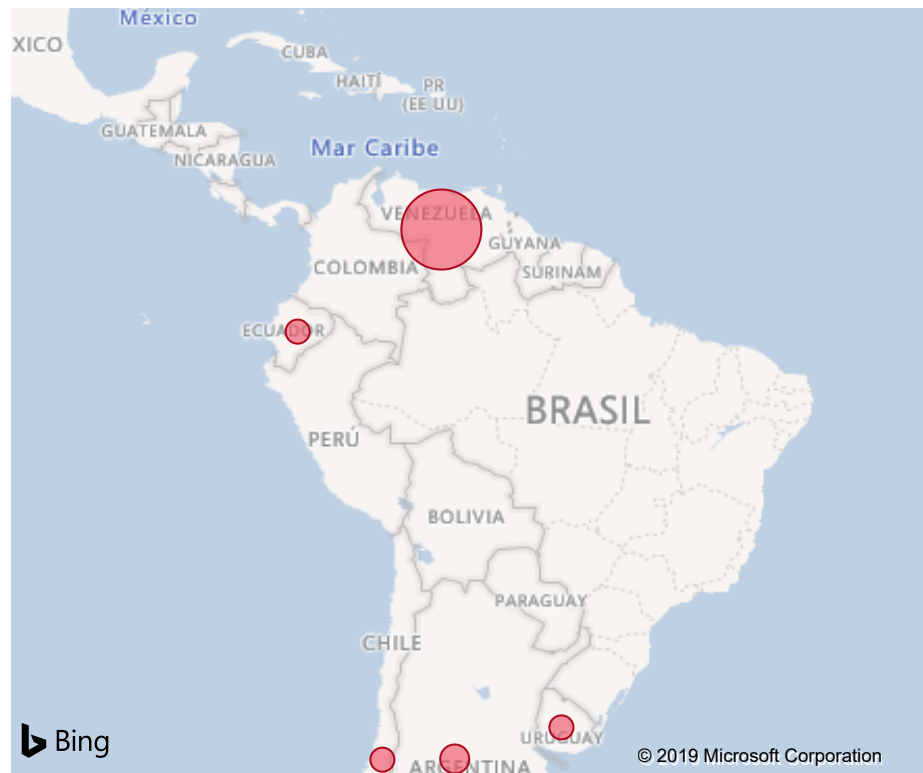 México
XICO
CUBA
HAITÍ
PR
(EE UU)
GUATEMALA
Mar Caribe
NICARAGUA
VENEZUELA
GUYANA
COLOMBIA
SURINAM
ECUADOR
BRASIL
PERÚ
BOLIVIA
PARAGUAY
CHILE
URUGUAY
Bing
© 2019 Microsoft Corporation
ARGENTINA